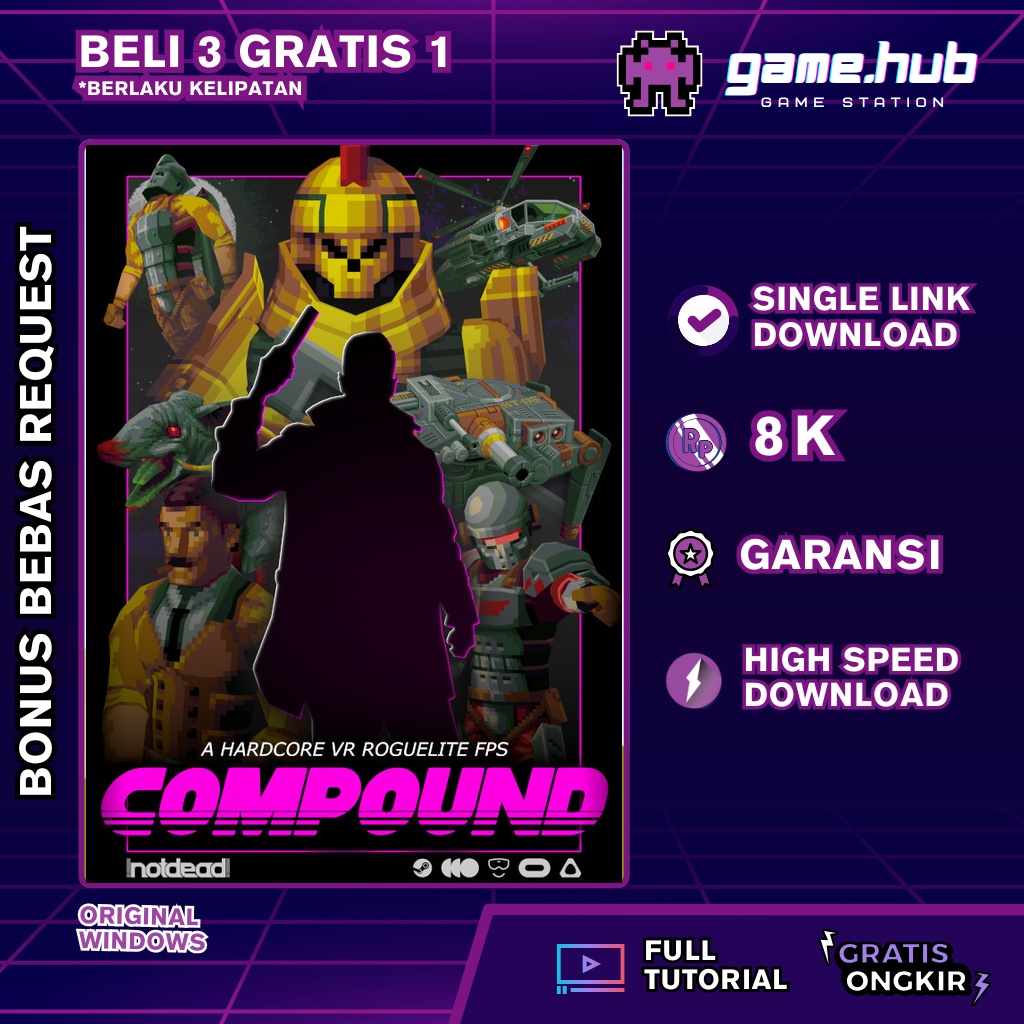 BELI 3 GRATIS 1
*BERLAKU KELIPATAN
game.hub
GAME STATION
BONUS BEBAS REQUEST
SINGLE LINK
DOWNLOAD
Rp
8K
GARANSI
HIGH SPEED
DOWNLOAD
A HARDCORE VR ROGUELITE FPS
COMPOUND
notdead
ORIGINAL
WINDOWS
FULL
TUTORIAL
GRATIS
ONGKIR